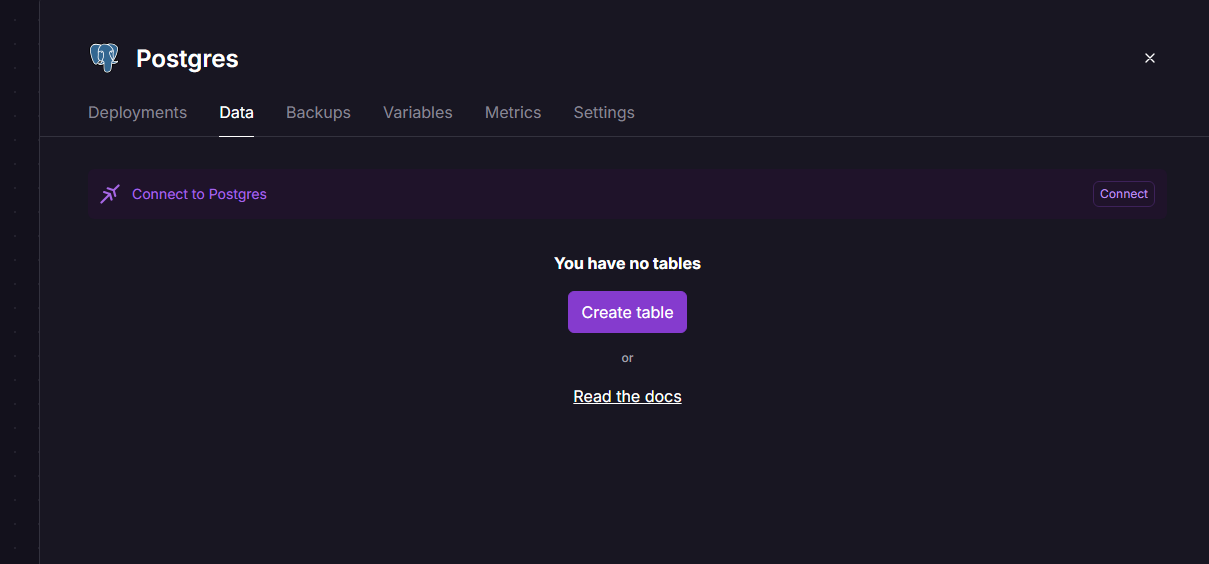 Postgres
Deployments Data Backups Variables Metrics Settings
Connect to Postgres Connect
You have no tables
Create table
or
Read the docs